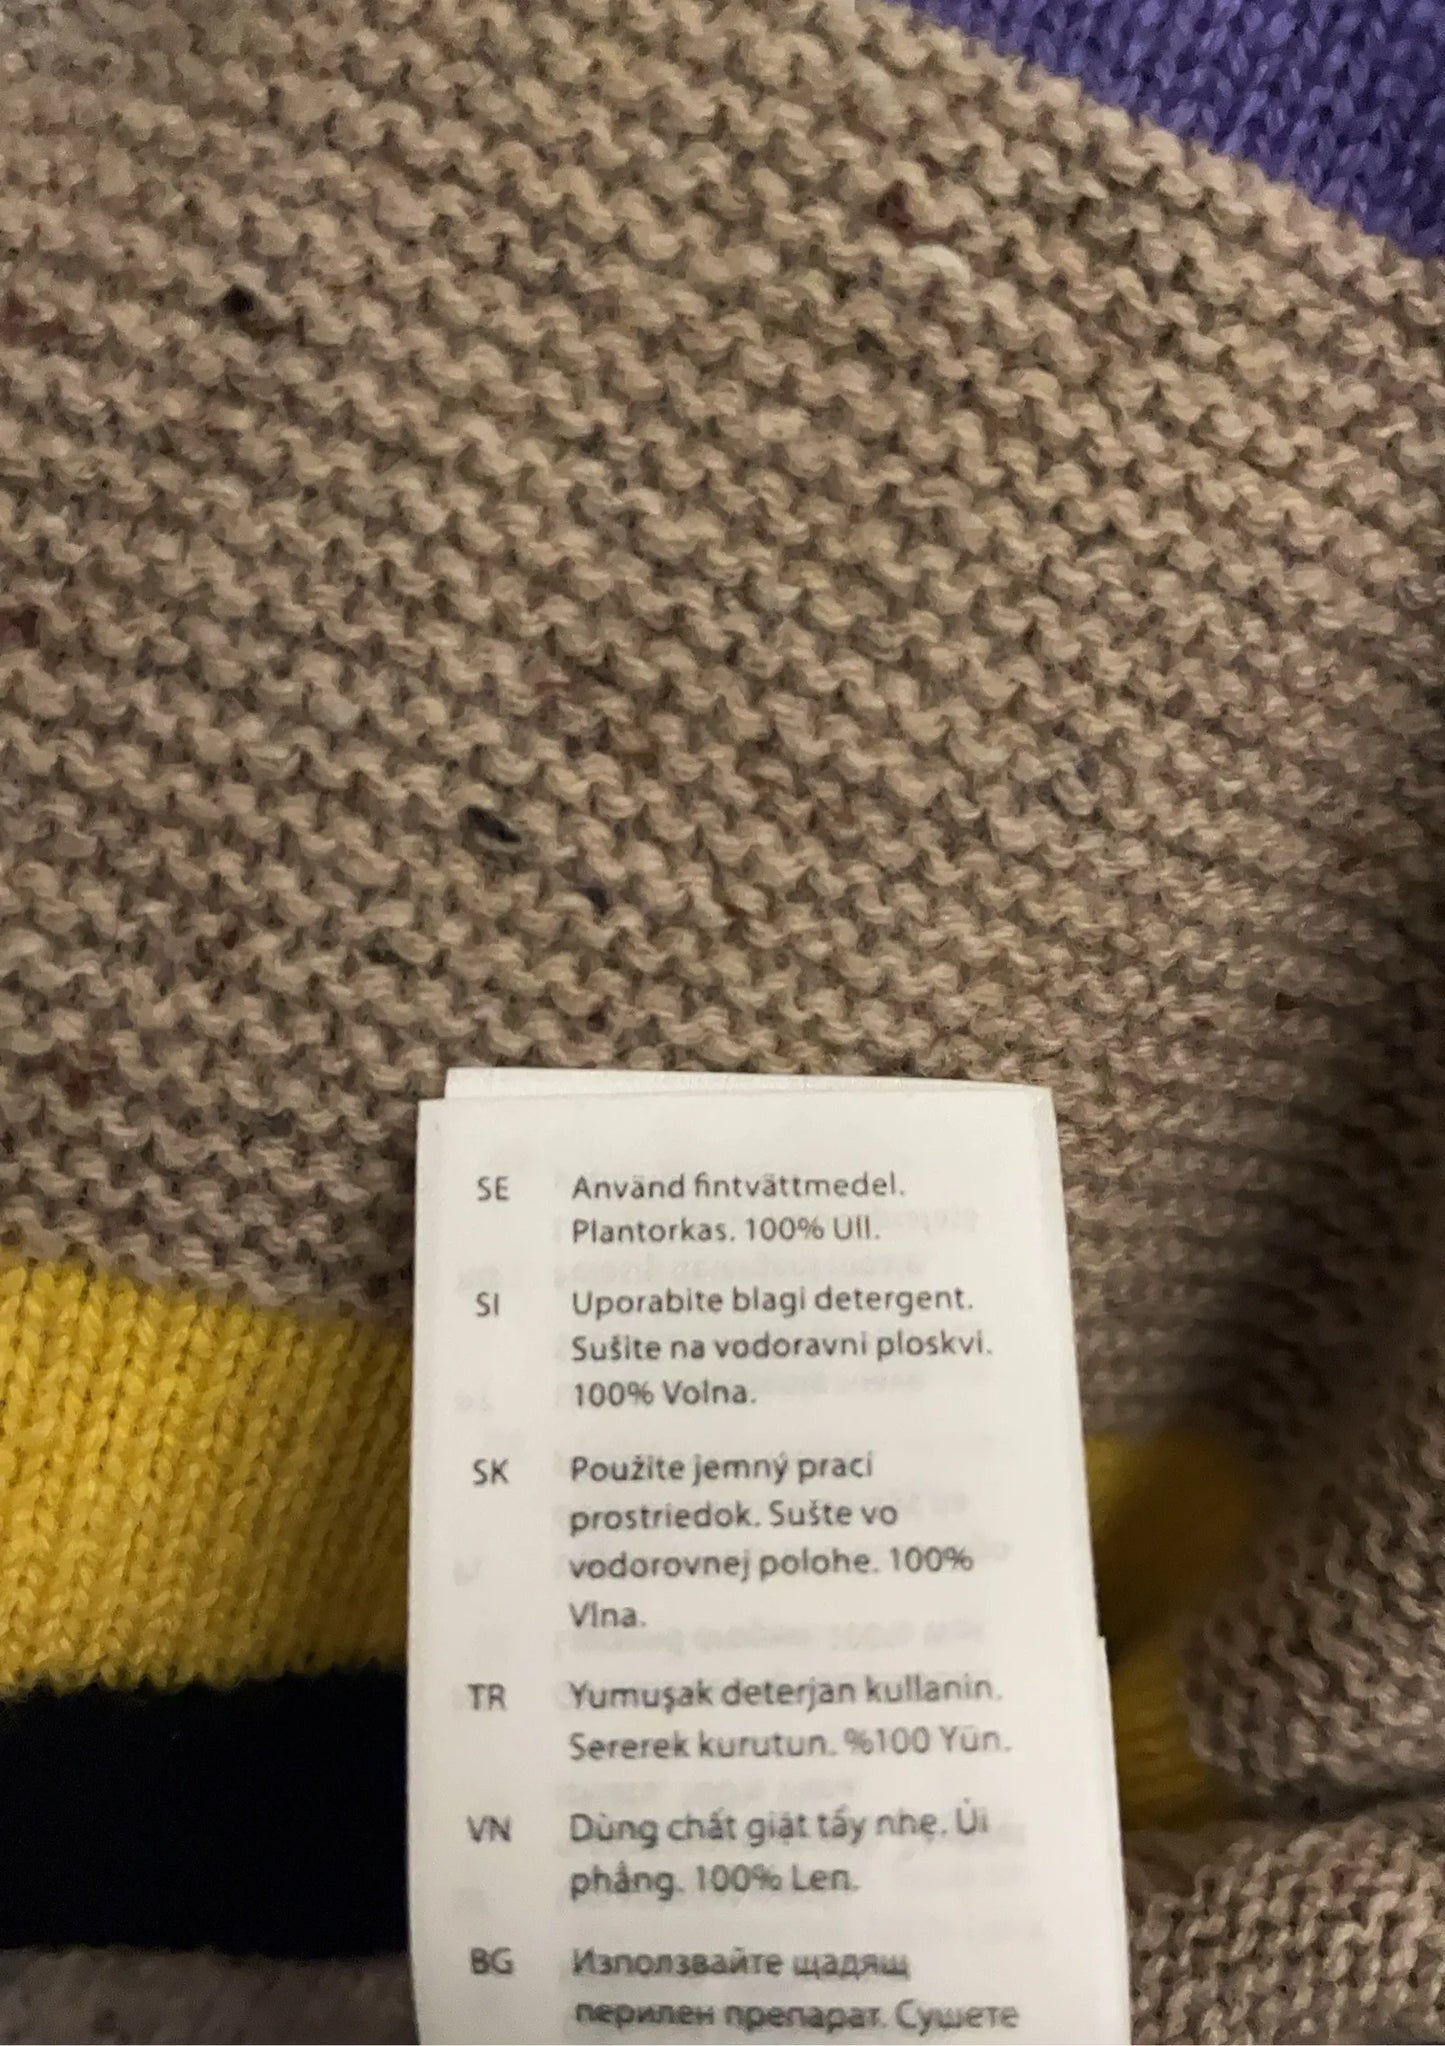 SE Använd fintvättmedel.
Plantorkas. 100% Ull.
SI Uporabite blagi detergent.
Sušite na vodoravni ploskvi.
100% Volna.
SK Použite jemný prací
prostriedok. Sušte vo
vodorovnej polohe. 100%
Vlna.
TR Yumuşak deterjan kullanin.
Sererek kurutun. %100 Yün.
VN Dùng chất giặt tẩy nhẹ. Ủi
phẳng. 100% Len.
BG Използвайте щадящ
перилен препарат. Сушете